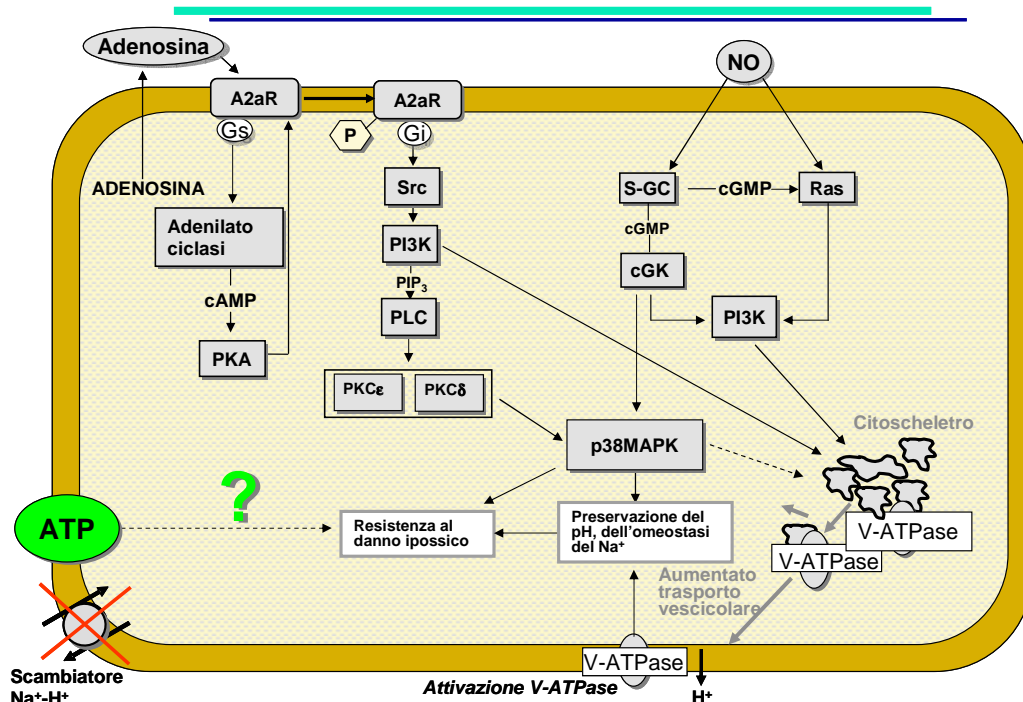 Adenosina
NO
A2aR
A2aR
Gs
P
Gi
ADENOSINA
Src
S-GC
cGMP
Ras
Adenilato
ciclasi
cGMP
PI3K
cGK
cAMP
PIP3
PLC
PI3K
PKA
PKCε
PKCδ
Citoscheletro
p38MAPK
?
ATP
Resistenza al
danno ipossico
Preservazione del
pH, dell'omeostasi
del Na+
V-ATPase
V-ATPase
Aumentato
trasporto
vescicolare
V-ATPase
Scambiatore
Na+-H+
Attivazione V-ATPase
H+